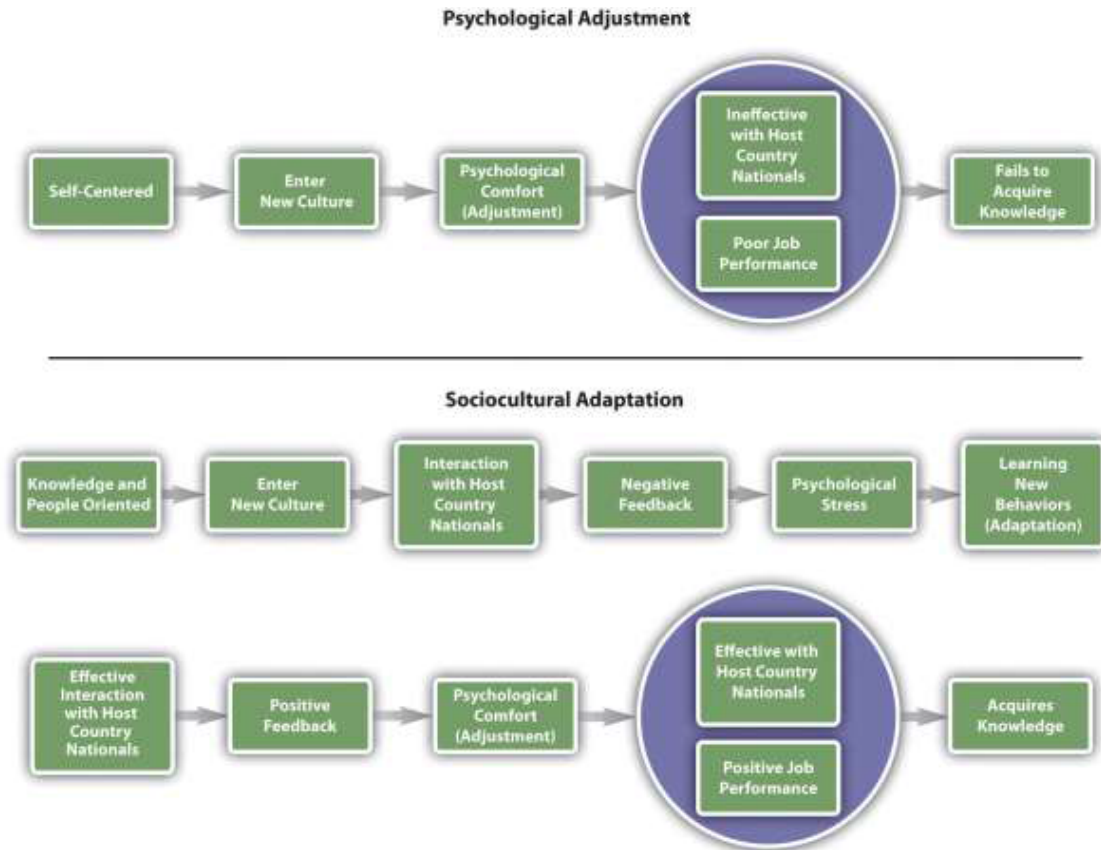 Psychological Adjustment
Self-Centered
Enter
New Culture
Psychological
Comfort
(Adjustment)
Ineffective
with Host
Country
Nationals
Poor Job
Performance
Fails to
Acquire
Knowledge
Sociocultural Adaptation
Knowledge and
People Oriented
Enter
New Culture
Interaction
with Host
Country
Nationals
Negative
Feedback
Psychological
Stress
Learning
New
Behaviors
(Adaptation)
Effective
Interaction
with Host
Country
Nationals
Positive
Feedback
Psychological
Comfort
(Adjustment)
Effective with
Host Country
Nationals
Positive Job
Performance
Acquires
Knowledge